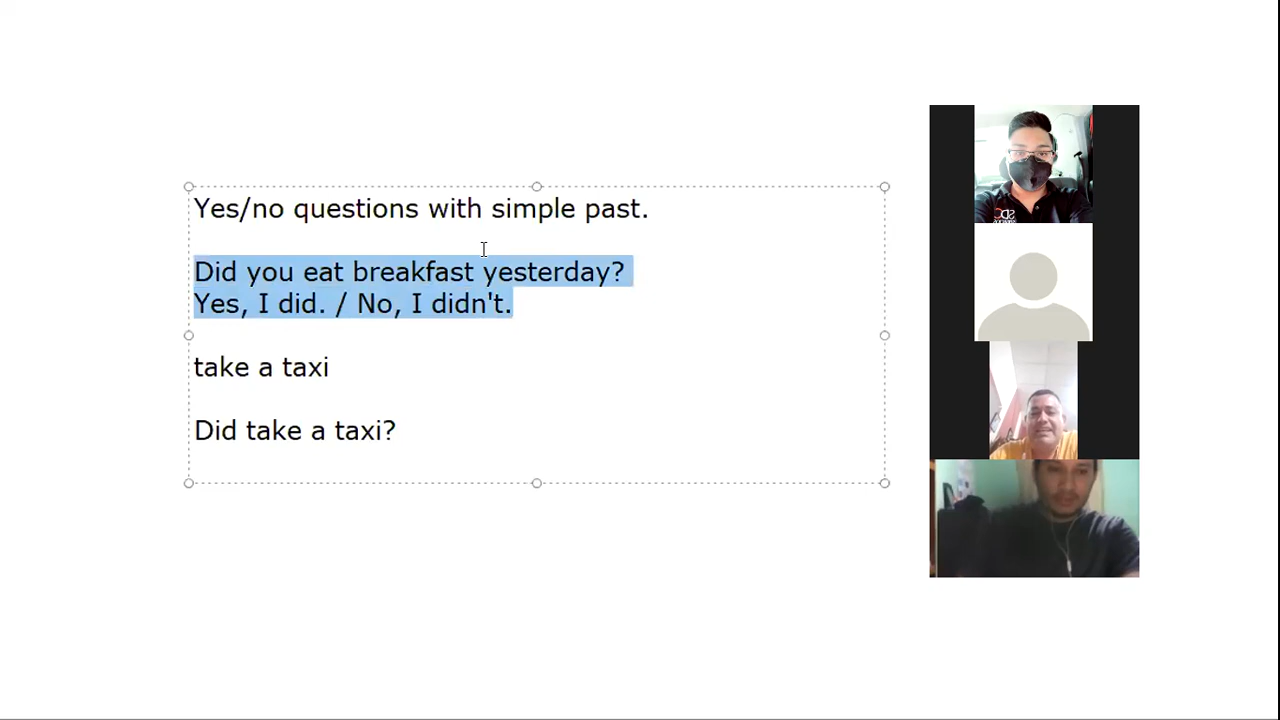 Yes/no questions with simple past.
Did you eat breakfast yesterday?
Yes, I did. / No, I didn't.
take a taxi
Did take a taxi?
SDC